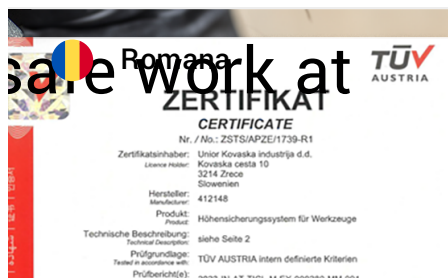 safe work at
Romana
TÜV
AUSTRIA
ZERTIFIKAT
CERTIFICATE
Nr. / No.: ZSTS/APZE/1739-R1
Zertifikatsinhaber: Unior Kovaska industrija d.d.
Licence Holder: Kovaska cesta 10
3214 Zrece
Slowenien
Hersteller: 412148
Manufacturer:
Produkt: Höhensicherungssystem für Werkzeuge
Product:
Technische Beschreibung: siehe Seite 2
Technical Description:
Prüfgrundlage: TÜV AUSTRIA intern definierte Kriterien
Tested in accordance with:
Prüfbericht(e):